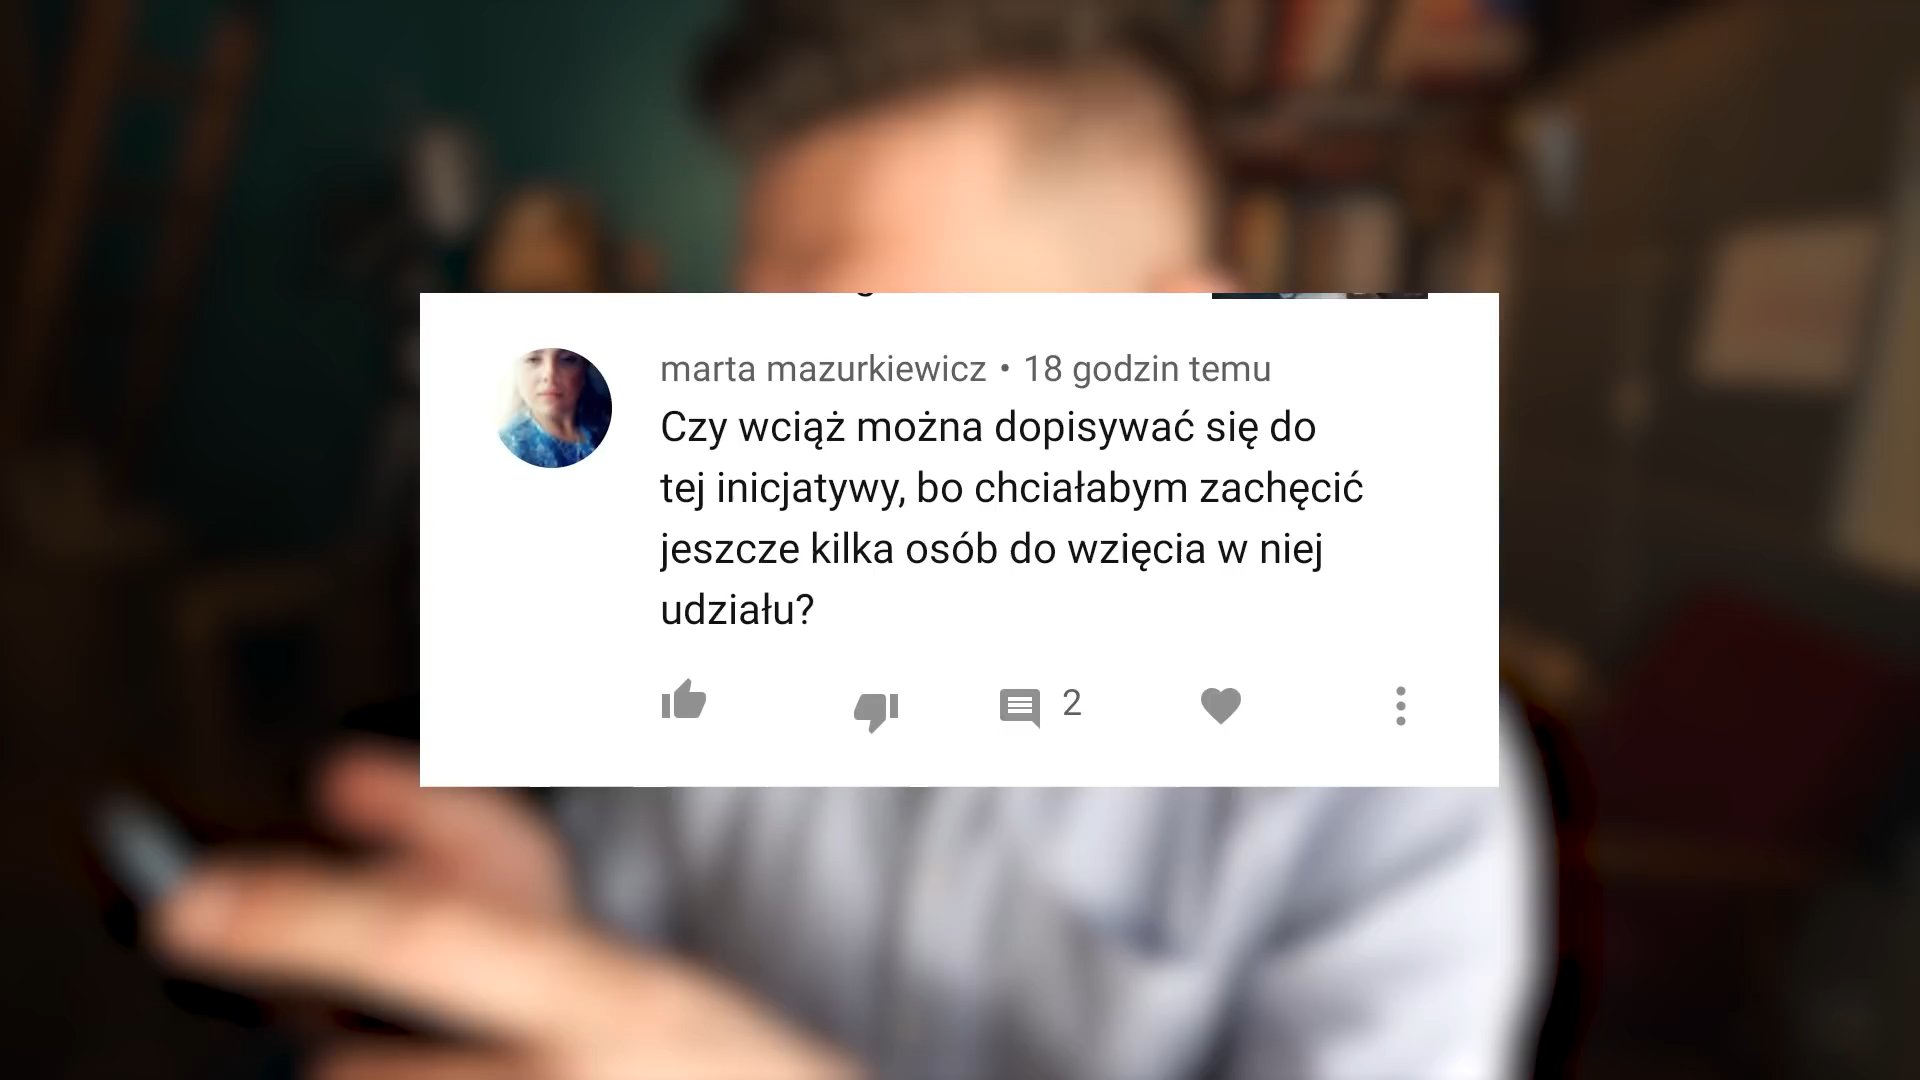 marta mazurkiewicz • 18 godzin temu
Czy wciąż można dopisywać się do
tej inicjatywy, bo chciałabym zachęcić
jeszcze kilka osób do wzięcia w niej
udziału?
2